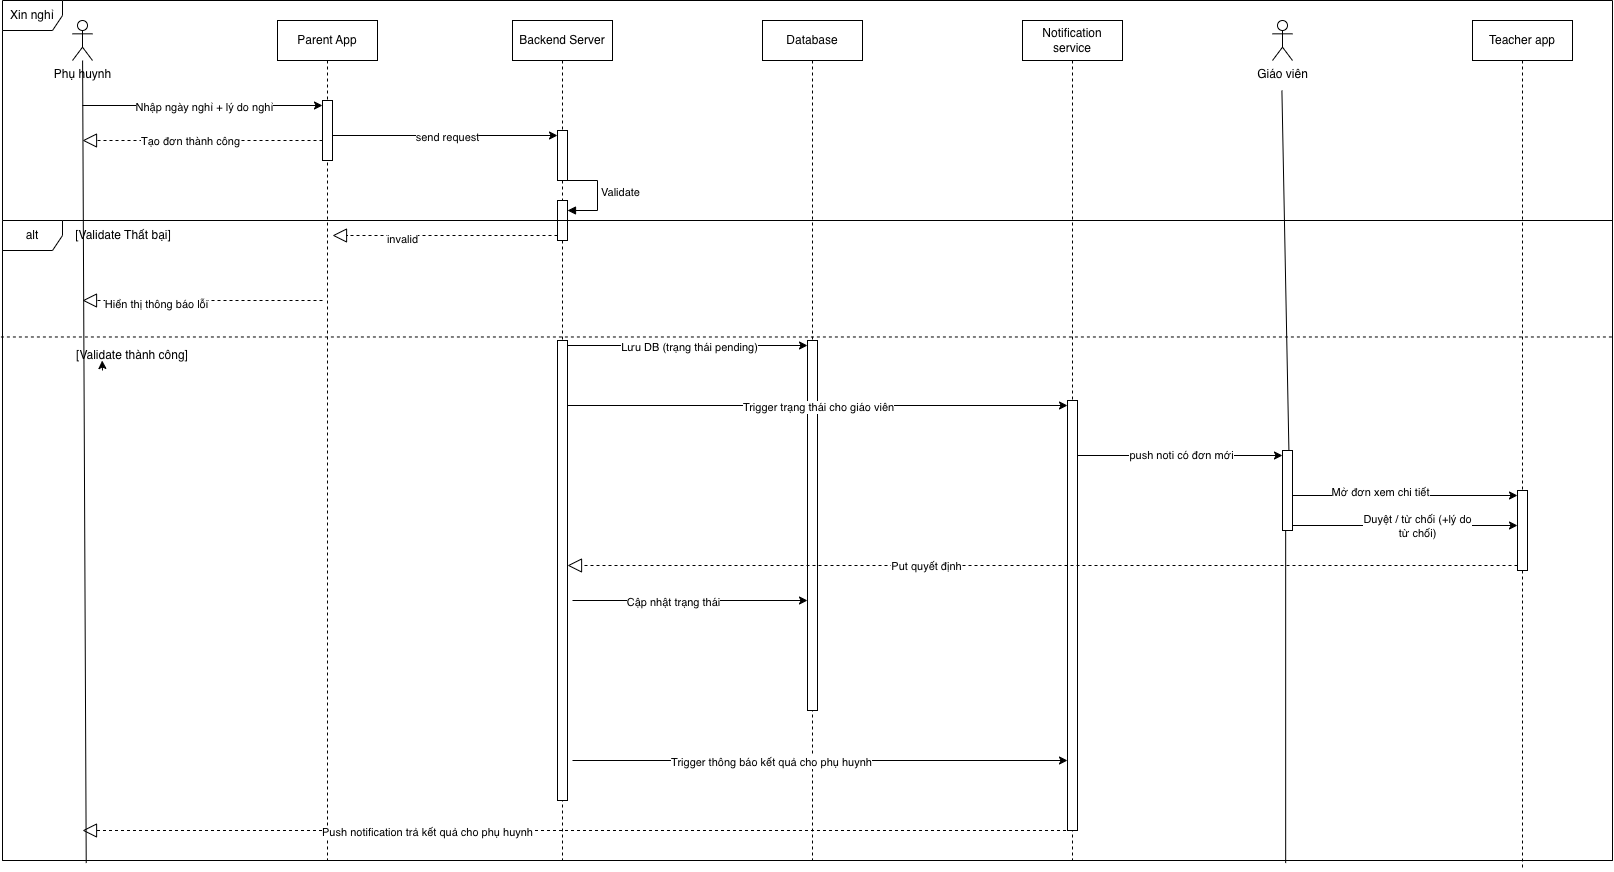 Xin nghỉ
Phụ huynh
Parent App
Backend Server
Database
Notification
service
Giáo viên
Teacher app
Nhập ngày nghỉ + lý do nghỉ
send request
Tạo đơn thành công
Validate
alt
[Validate Thất bại]
invalid
Hiển thị thông báo lỗi
[Validate thành công]
Lưu DB (trạng thái pending)
Trigger trạng thái cho giáo viên
push noti có đơn mới
Mở đơn xem chi tiết
Duyệt / từ chối (+lý do
từ chối)
Put quyết định
Cập nhật trạng thái
Trigger thông báo kết quả cho phụ huynh
Push notification trả kết quả cho phụ huynh